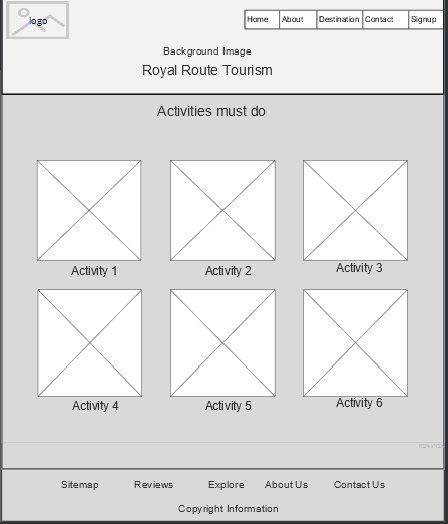 logo
Home About Destination Contact Signup
Background Image
Royal Route Tourism
Activities must do
Activity 1 Activity 2 Activity 3
Activity 4 Activity 5 Activity 6
Sitemap Reviews Explore About Us Contact Us
Copyright Information